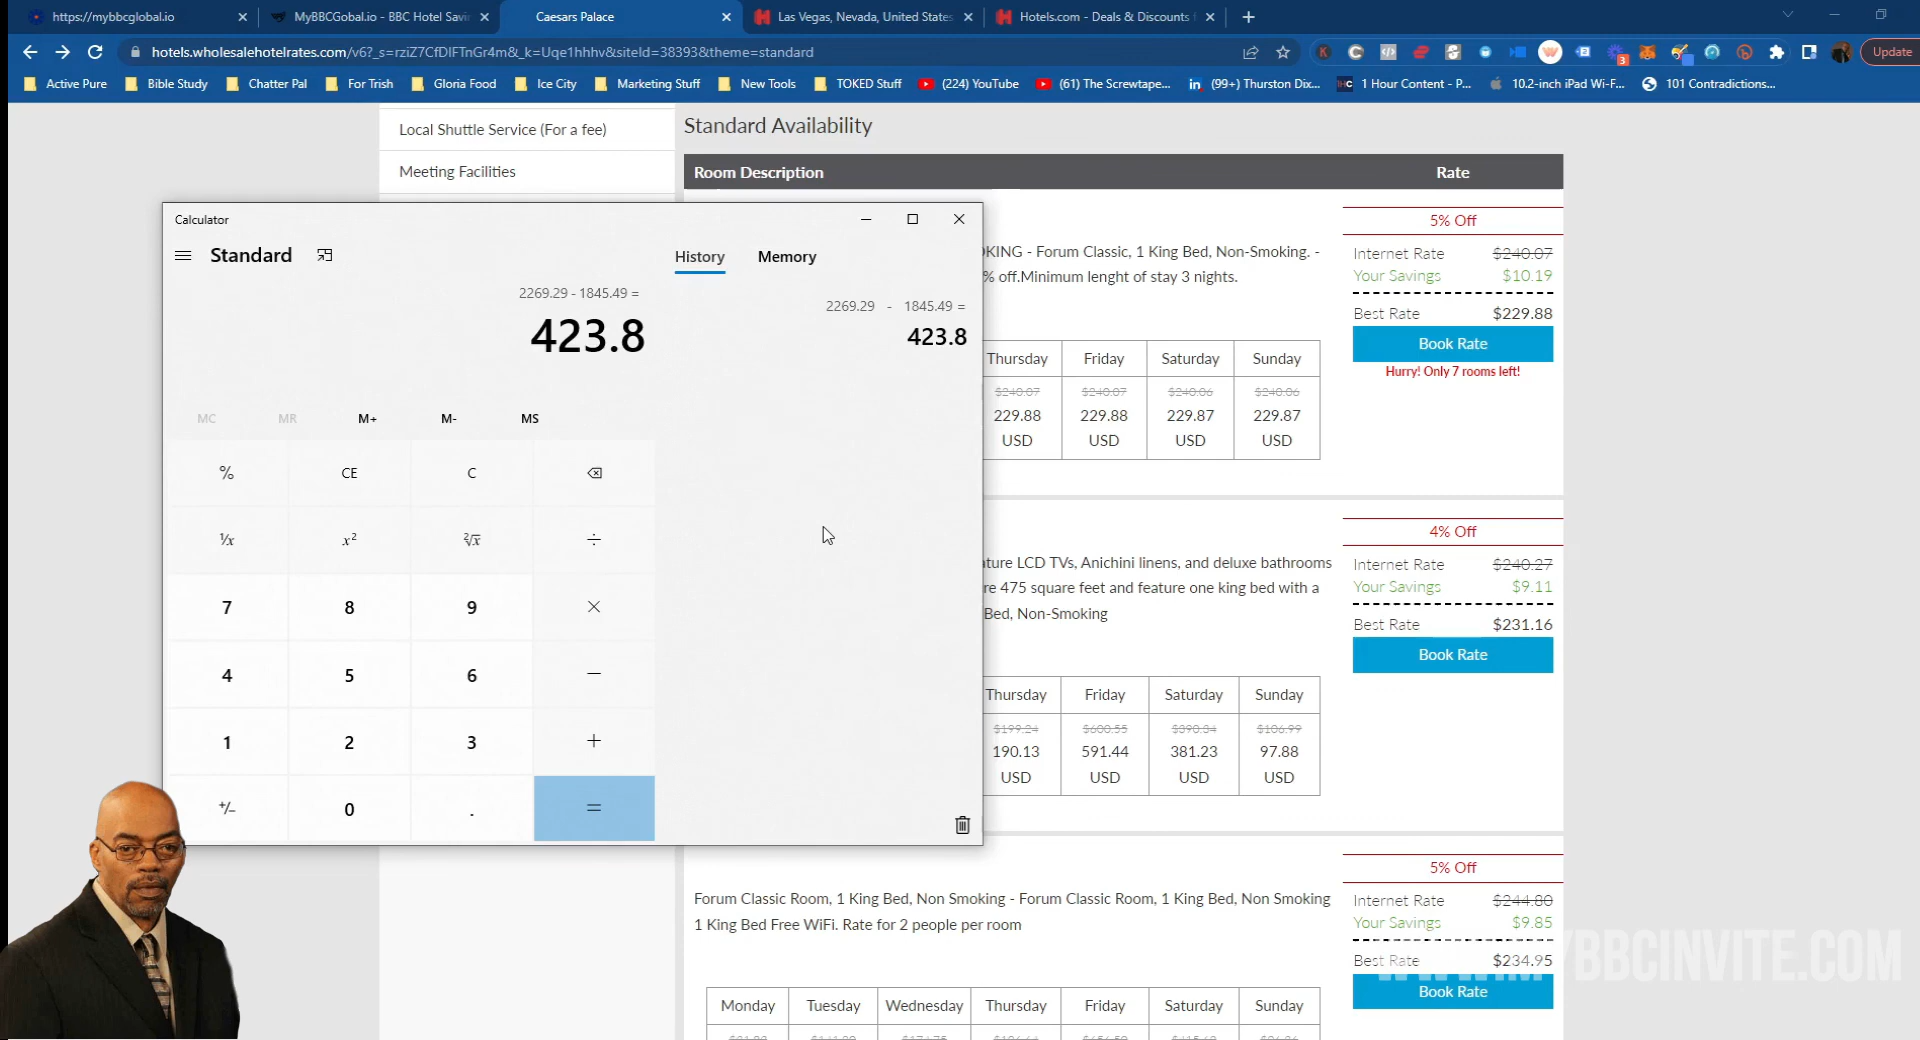 https://mybbcglobal.io
MyBBCGobal.io - BBC Hotel Savin
Caesars Palace
Las Vegas, Nevada, United States
Hotels.com - Deals & Discounts f
hotels.wholesalehotelrates.com/v6?_s=rziZ7CfDlFTnGr4m&_k=Uqe1hhhv&siteId=38393&theme=standard
3
Update
Active Pure
Bible Study
Chatter Pal
For Trish
Gloria Food
Ice City
Marketing Stuff
New Tools
TOKED Stuff
(224) YouTube
(61) The Screwtape...
(99+) Thurston Dix...
1 Hour Content - P...
10.2-inch iPad Wi-F...
101 Contradictions...
Local Shuttle Service (For a fee)
Meeting Facilities
Standard Availability
Room Description Rate
Calculator
Standard
History Memory
2269.29 - 1845.49 =
423.8
2269.29 - 1845.49 =
423.8
MC MR M+ M- MS
% CE C
⅟x x² ²√x ÷
7 8 9 ×
4 5 6 −
1 2 3 +
+/− 0 . =
KING - Forum Classic, 1 King Bed, Non-Smoking. -
% off.Minimum lenght of stay 3 nights.
Thursday Friday Saturday Sunday
$240.07 $240.07 $240.06 $240.06
229.88 229.88 229.87 229.87
USD USD USD USD
5% Off
Internet Rate $240.07
Your Savings $10.19
Best Rate $229.88
Book Rate
Hurry! Only 7 rooms left!
ature LCD TVs, Anichini linens, and deluxe bathrooms
re 475 square feet and feature one king bed with a
Bed, Non-Smoking
Thursday Friday Saturday Sunday
$199.24 $600.55 $390.34 $106.99
190.13 591.44 381.23 97.88
USD USD USD USD
4% Off
Internet Rate $240.27
Your Savings $9.11
Best Rate $231.16
Book Rate
Forum Classic Room, 1 King Bed, Non Smoking - Forum Classic Room, 1 King Bed, Non Smoking
1 King Bed Free WiFi. Rate for 2 people per room
Monday Tuesday Wednesday Thursday Friday Saturday Sunday
5% Off
Internet Rate $244.80
Your Savings $9.85
Best Rate $234.95
Book Rate
WWW.MYBBCINVITE.COM